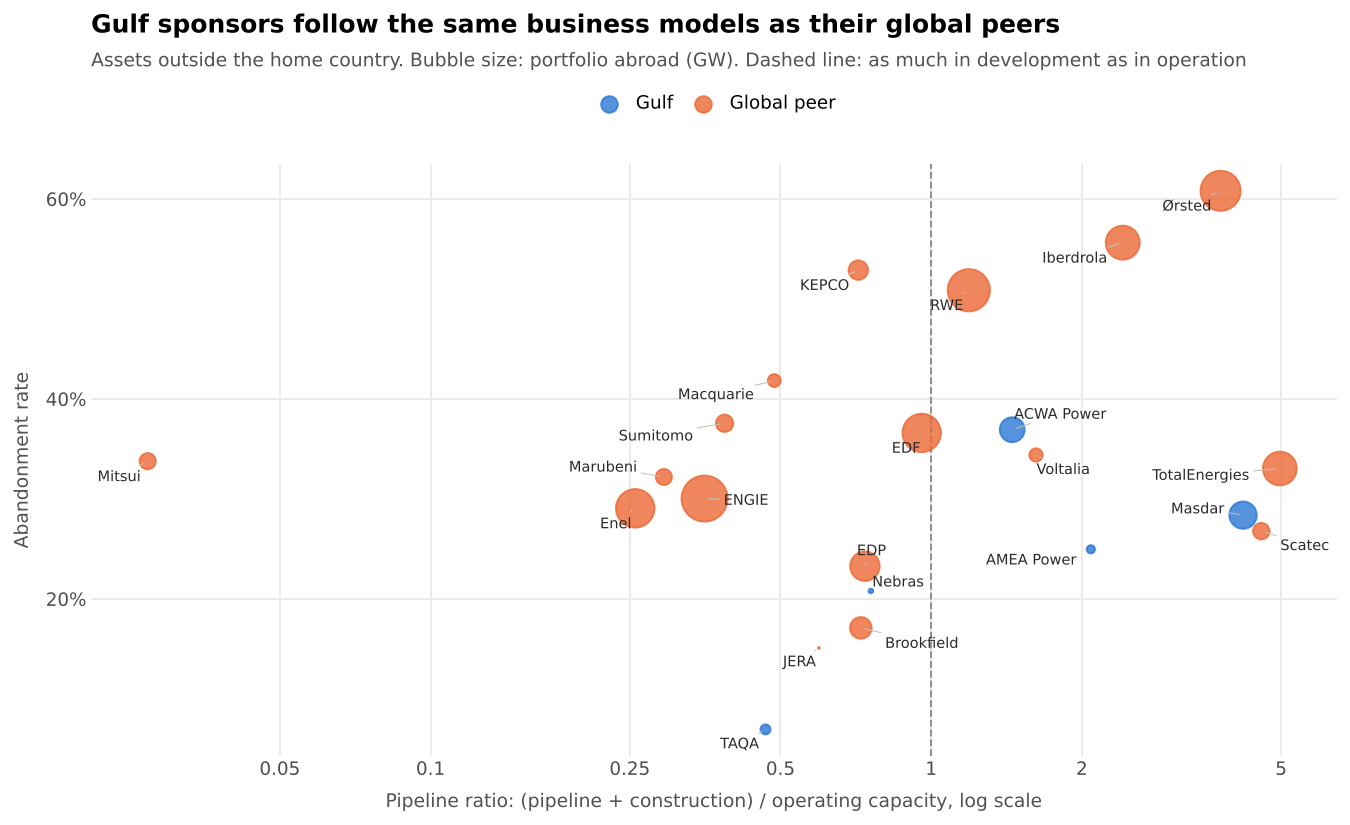 Gulf sponsors follow the same business models as their global peers
Assets outside the home country. Bubble size: portfolio abroad (GW). Dashed line: as much in development as in operation
Gulf
Global peer
Abandonment rate
60%
40%
20%
Ørsted
Iberdrola
KEPCO
RWE
Macquarie
ACWA Power
Sumitomo
EDF
Marubeni
Voltalia
Mitsui
TotalEnergies
ENGIE
Masdar
Enel
Scatec
EDP
AMEA Power
Nebras
Brookfield
JERA
TAQA
0.05
0.1
0.25
0.5
1
2
5
Pipeline ratio: (pipeline + construction) / operating capacity, log scale